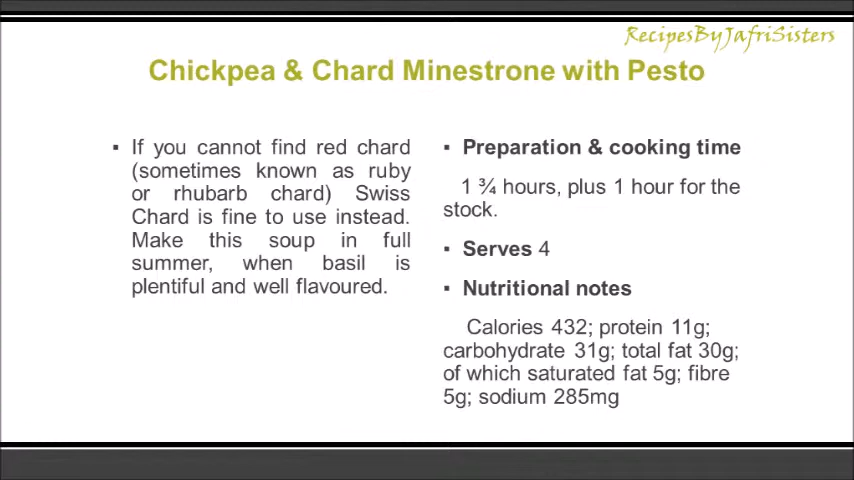 RecipesByJafriSisters
Chickpea & Chard Minestrone with Pesto
▪ If you cannot find red chard
(sometimes known as ruby
or rhubarb chard) Swiss
Chard is fine to use instead.
Make this soup in full
summer, when basil is
plentiful and well flavoured.
▪ Preparation & cooking time
1 ¾ hours, plus 1 hour for the
stock.
▪ Serves 4
▪ Nutritional notes
Calories 432; protein 11g;
carbohydrate 31g; total fat 30g;
of which saturated fat 5g; fibre
5g; sodium 285mg